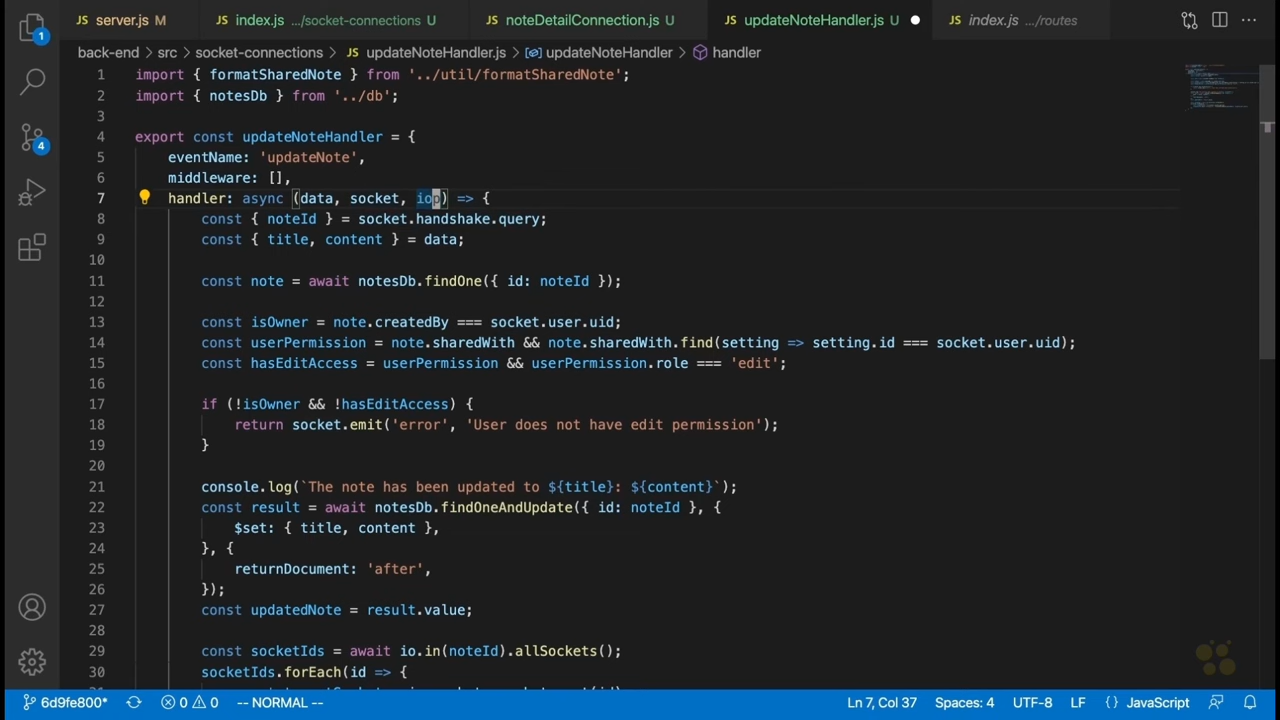 server.js M
index.js .../socket-connections U
noteDetailConnection.js U
updateNoteHandler.js U
index.js .../routes
back-end > src > socket-connections > updateNoteHandler.js > updateNoteHandler > handler
1 import { formatSharedNote } from '../util/formatSharedNote';
2 import { notesDb } from '../db';
3
4 export const updateNoteHandler = {
5 eventName: 'updateNote',
6 middleware: [],
7 handler: async (data, socket, iop) => {
8 const { noteId } = socket.handshake.query;
9 const { title, content } = data;
10
11 const note = await notesDb.findOne({ id: noteId });
12
13 const isOwner = note.createdBy === socket.user.uid;
14 const userPermission = note.sharedWith && note.sharedWith.find(setting => setting.id === socket.user.uid);
15 const hasEditAccess = userPermission && userPermission.role === 'edit';
16
17 if (!isOwner && !hasEditAccess) {
18 return socket.emit('error', 'User does not have edit permission');
19 }
20
21 console.log(`The note has been updated to ${title}: ${content}`);
22 const result = await notesDb.findOneAndUpdate({ id: noteId }, {
23 $set: { title, content },
24 }, {
25 returnDocument: 'after',
26 });
27 const updatedNote = result.value;
28
29 const socketIds = await io.in(noteId).allSockets();
30 socketIds.forEach(id => {
1
4
6d9fe800* 0 0 -- NORMAL -- Ln 7, Col 37 Spaces: 4 UTF-8 LF {} JavaScript